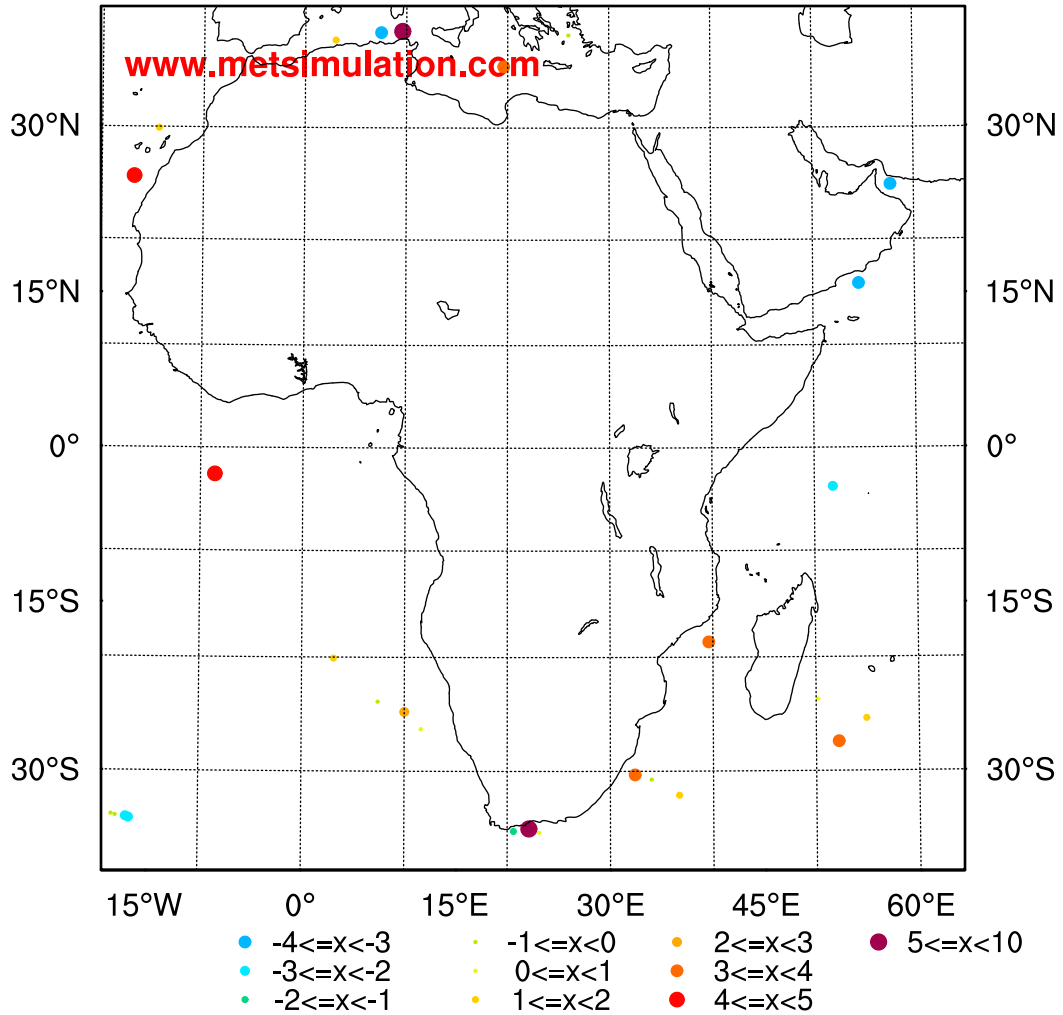 www.metsimulation.com
30°N 30°N
15°N 15°N
0° 0°
15°S 15°S
30°S 30°S
15°W 0° 15°E 30°E 45°E 60°E
-4<=x<-3 -1<=x<0 2<=x<3 5<=x<10
-3<=x<-2 0<=x<1 3<=x<4
-2<=x<-1 1<=x<2 4<=x<5